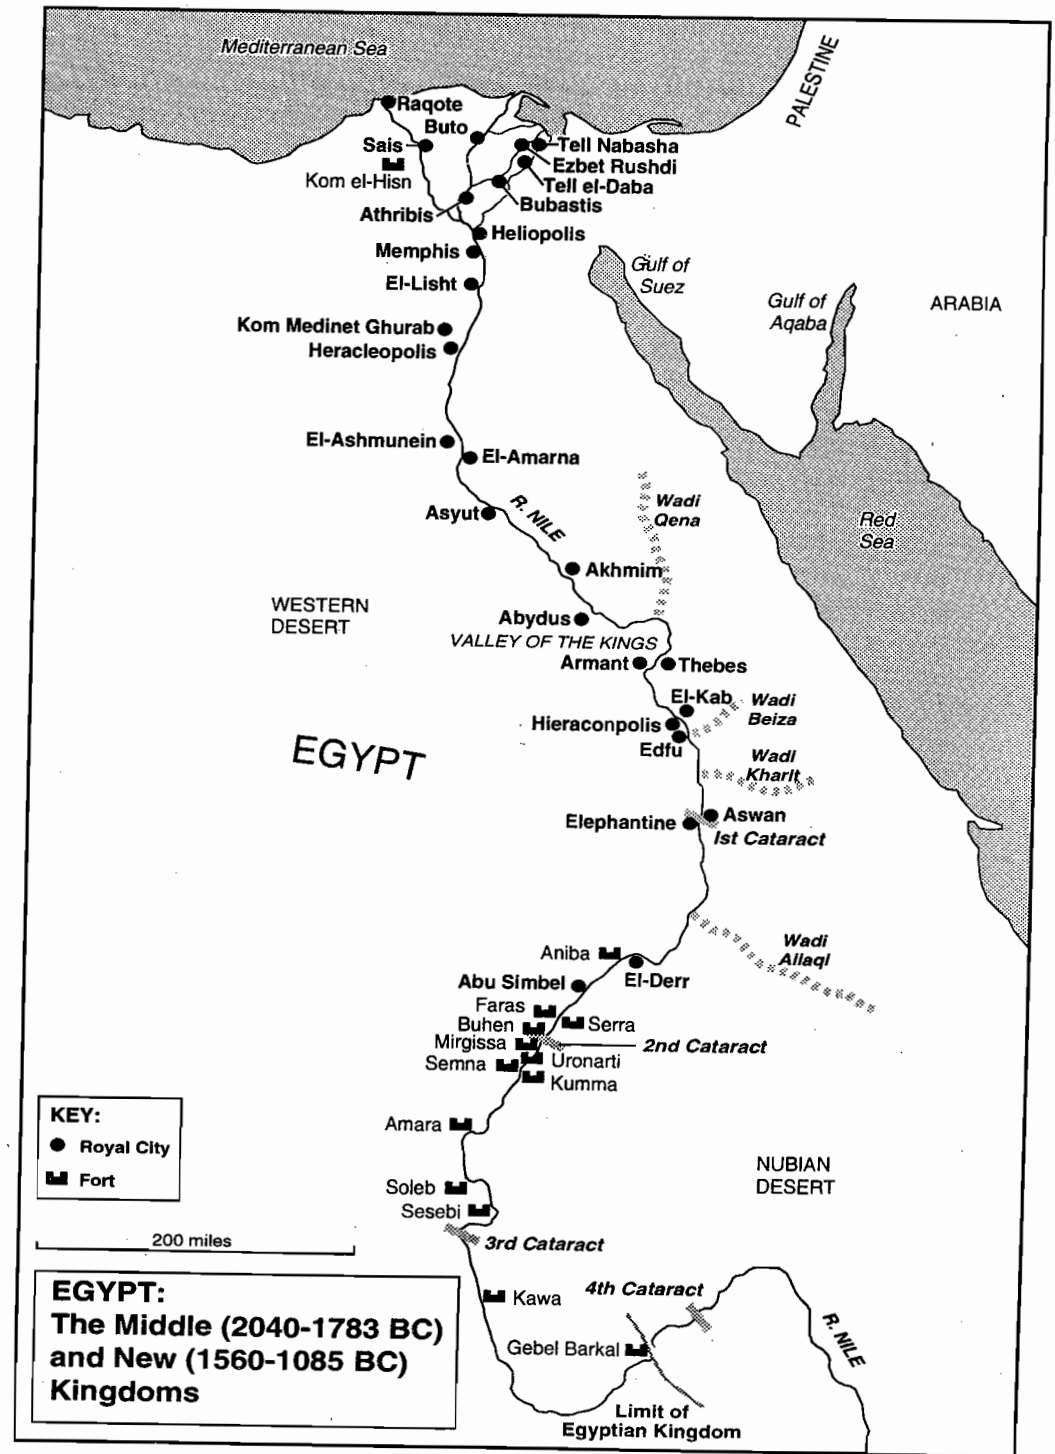 Mediterranean Sea
PALESTINE
Raqote
Buto
Sais
Tell Nabasha
Ezbet Rushdi
Kom el-Hisn
Tell el-Daba
Bubastis
Athribis
Heliopolis
Memphis
El-Lisht
Gulf of
Suez
Gulf of
Aqaba
ARABIA
Kom Medinet Ghurab
Heracleopolis
El-Ashmunein
El-Amarna
Asyut
R. NILE
Wadi
Qena
Red
Sea
Akhmim
WESTERN
DESERT
Abydus
VALLEY OF THE KINGS
Armant
Thebes
El-Kab
Wadi
Beiza
Hieraconpolis
Edfu
EGYPT
Wadi
Kharit
Elephantine
Aswan
Ist Cataract
Wadi
Allaql
Aniba
El-Derr
Abu Simbel
Faras
Buhen
Serra
Mirgissa
2nd Cataract
Semna
Uronarti
Kumma
Amara
NUBIAN
DESERT
Soleb
Sesebi
3rd Cataract
Kawa
4th Cataract
Gebel Barkal
R. NILE
Limit of
Egyptian Kingdom
KEY:
Royal City
Fort
200 miles
EGYPT:
The Middle (2040-1783 BC)
and New (1560-1085 BC)
Kingdoms